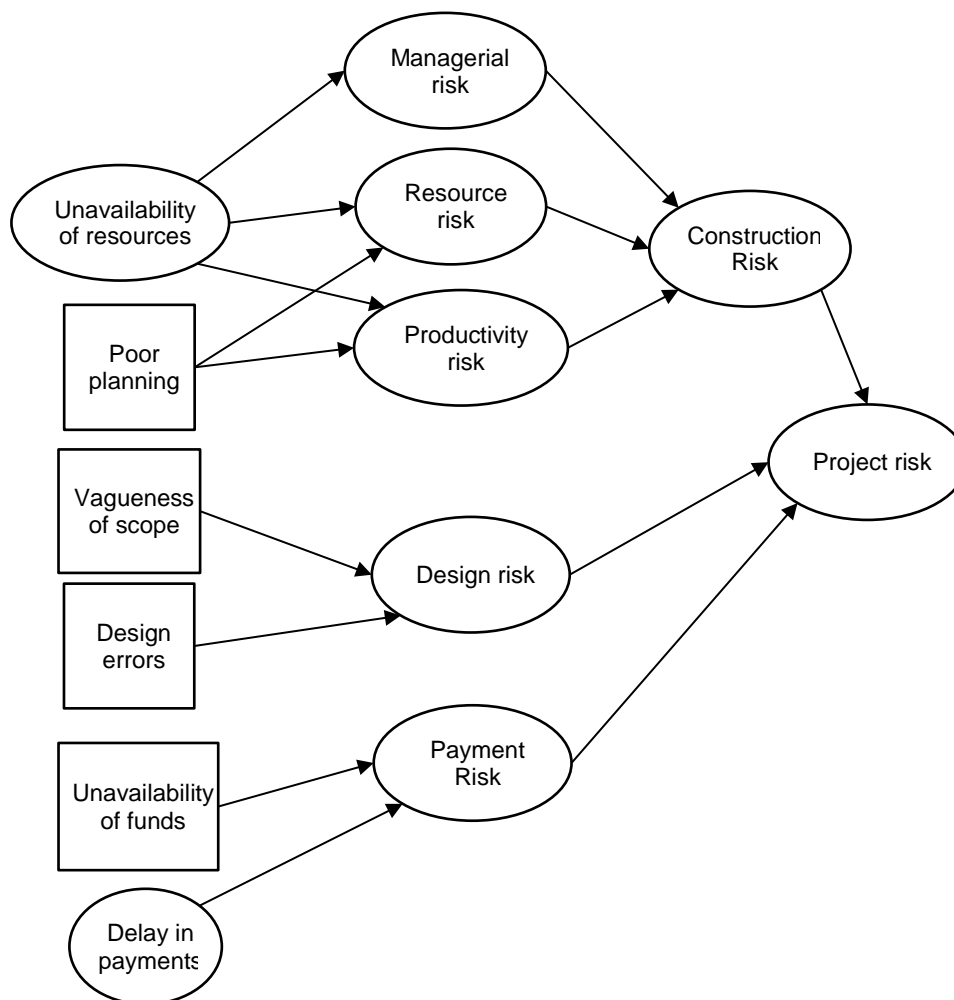 Managerial
risk
Unavailability
of resources
Resource
risk
Construction
Risk
Poor
planning
Productivity
risk
Vagueness
of scope
Project risk
Design risk
Design
errors
Unavailability
of funds
Payment
Risk
Delay in
payments